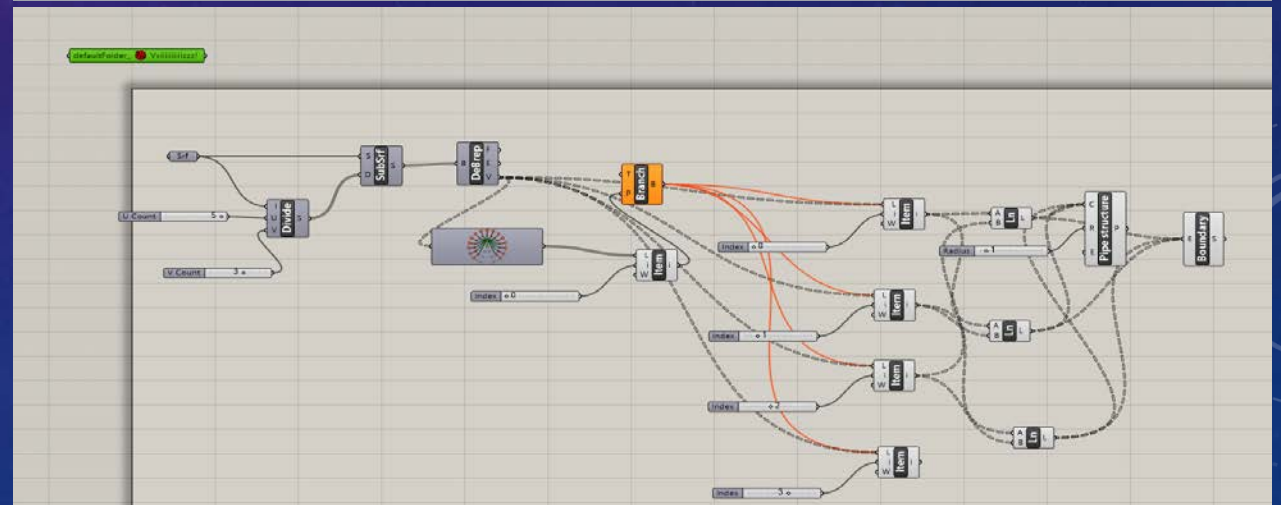 defaultFolder_
Srf
U Count 5
V Count 3
I
U
V
Divide
S
S
D
SubSrf
S
B
DeBrep
F
E
V
T
P
Branch
B
Index 0
L
i
W
Item
i
Index 0
L
i
W
Item
i
Index 1
L
i
W
Item
i
Index 2
L
i
W
Item
i
Index 3
L
i
W
Item
i
A
B
Ln
L
A
B
Ln
L
A
B
Ln
L
Radius 1
C
R
E
Pipe structure
P
E
Boundary
S